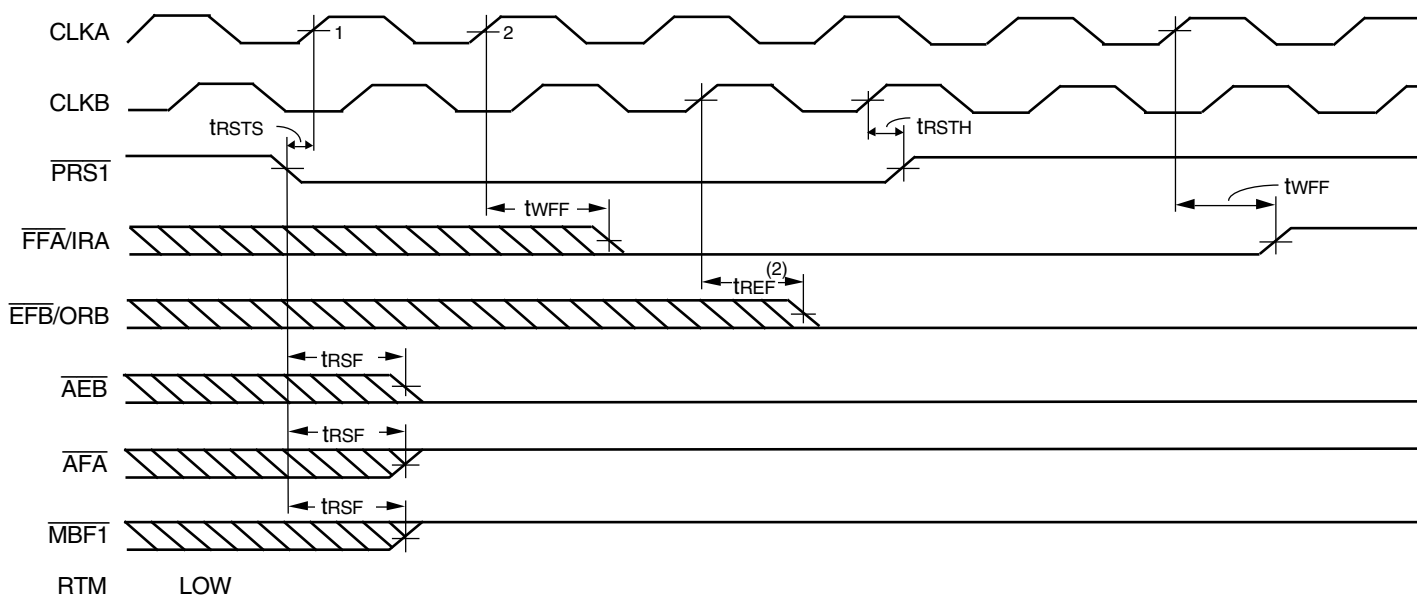 CLKA 1 2
CLKB
tRSTS tRSTH
PRS1
tWFF
tWFF
FFA/IRA
(2)
tREF
EFB/ORB
tRSF
AEB
tRSF
AFA
tRSF
MBF1
RTM LOW